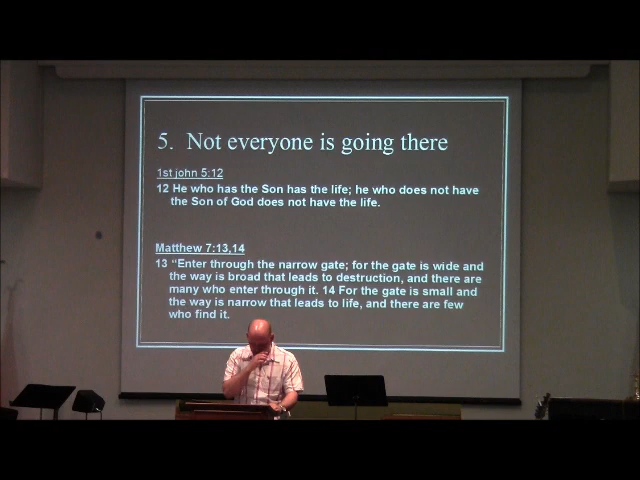 5. Not everyone is going there
1st john 5:12
12 He who has the Son has the life; he who does not have
the Son of God does not have the life.
Matthew 7:13,14
13 “Enter through the narrow gate; for the gate is wide and
the way is broad that leads to destruction, and there are
many who enter through it. 14 For the gate is small and
the way is narrow that leads to life, and there are few
who find it.